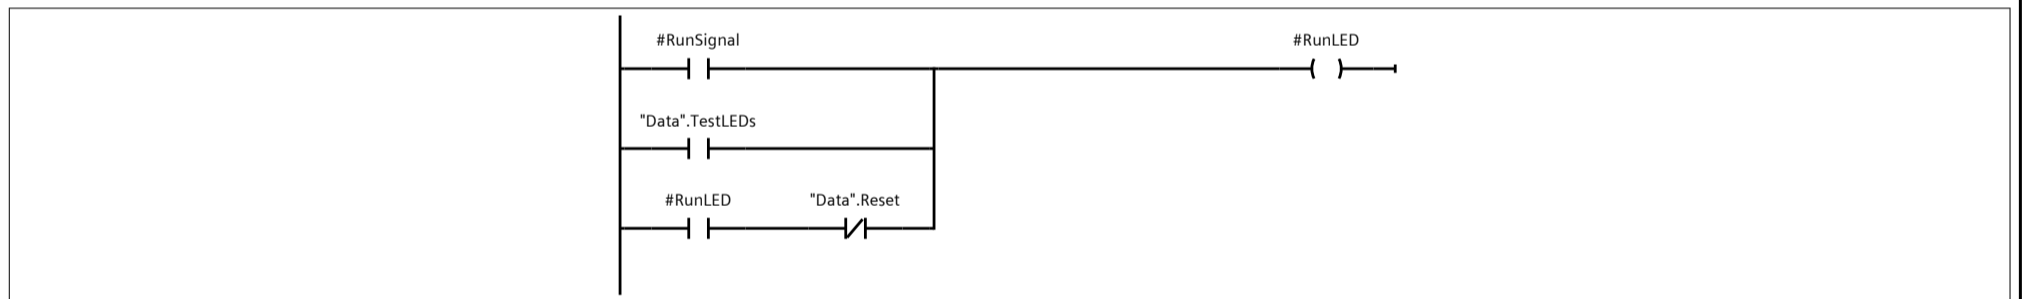 #RunSignal
#RunLED
"Data".TestLEDs
#RunLED
"Data".Reset